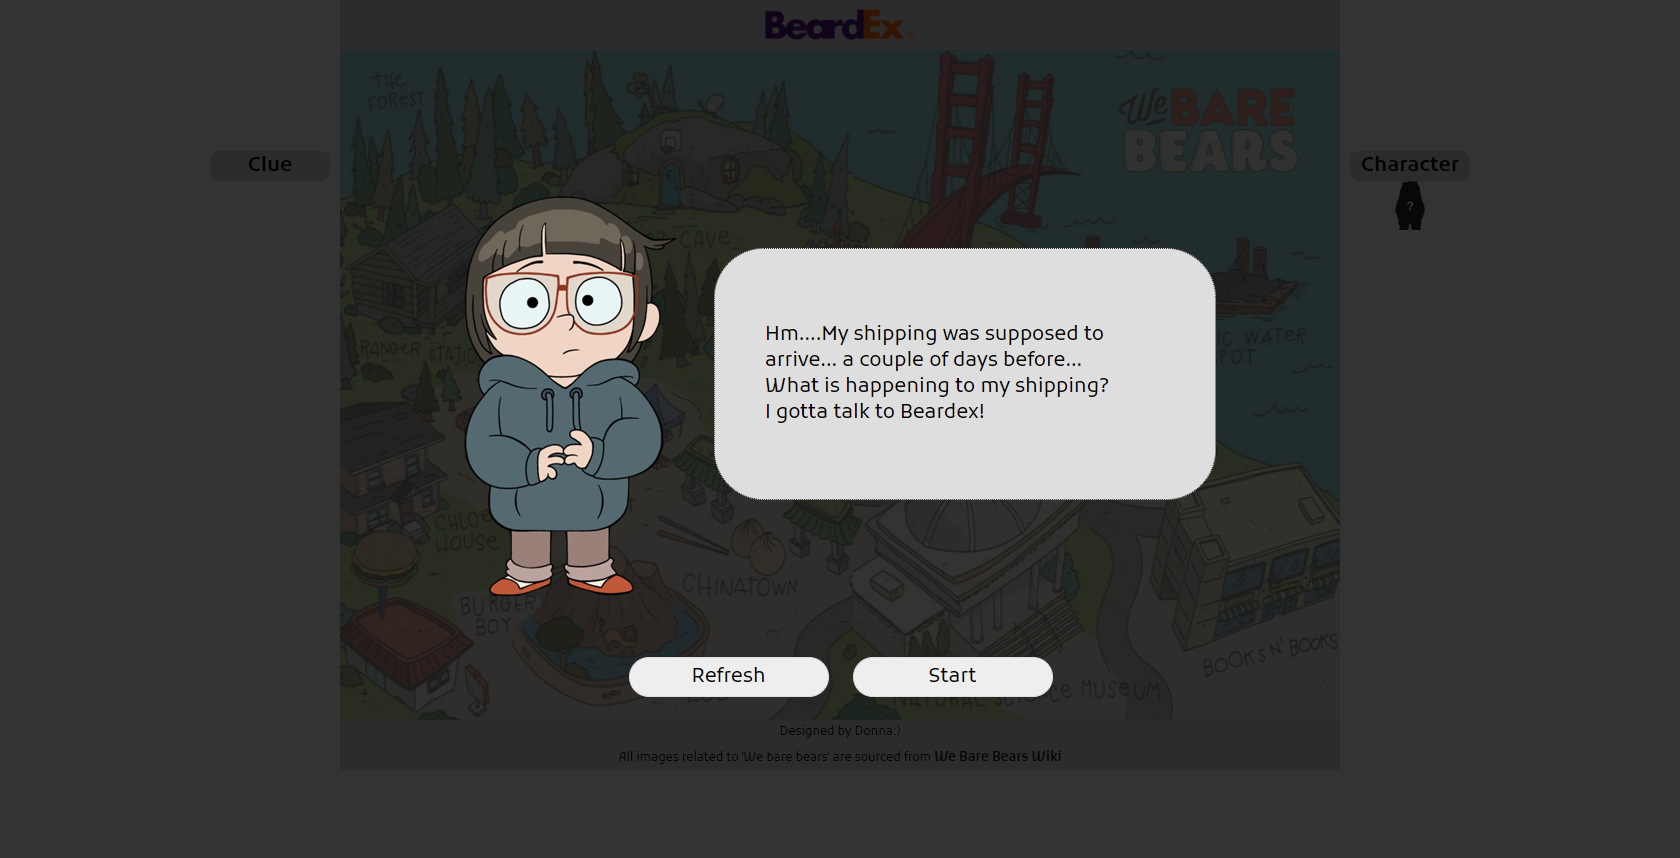 BeardEx
THE
FOREST
We BARE
BEARS
Clue
Character
?
CAVE
RANGER STATIO
NG WATER
POT
Hm....My shipping was supposed to
arrive... a couple of days before...
What is happening to my shipping?
I gotta talk to Beardex!
CHLOE
HOUSE
CHINATOWN
BURGER
BOY
BOOKS N' BOOKS
Refresh
Start
NATURAL SCIENCE MUSEUM
Designed by Donna:)
All images related to 'We bare bears' are sourced from We Bare Bears Wiki